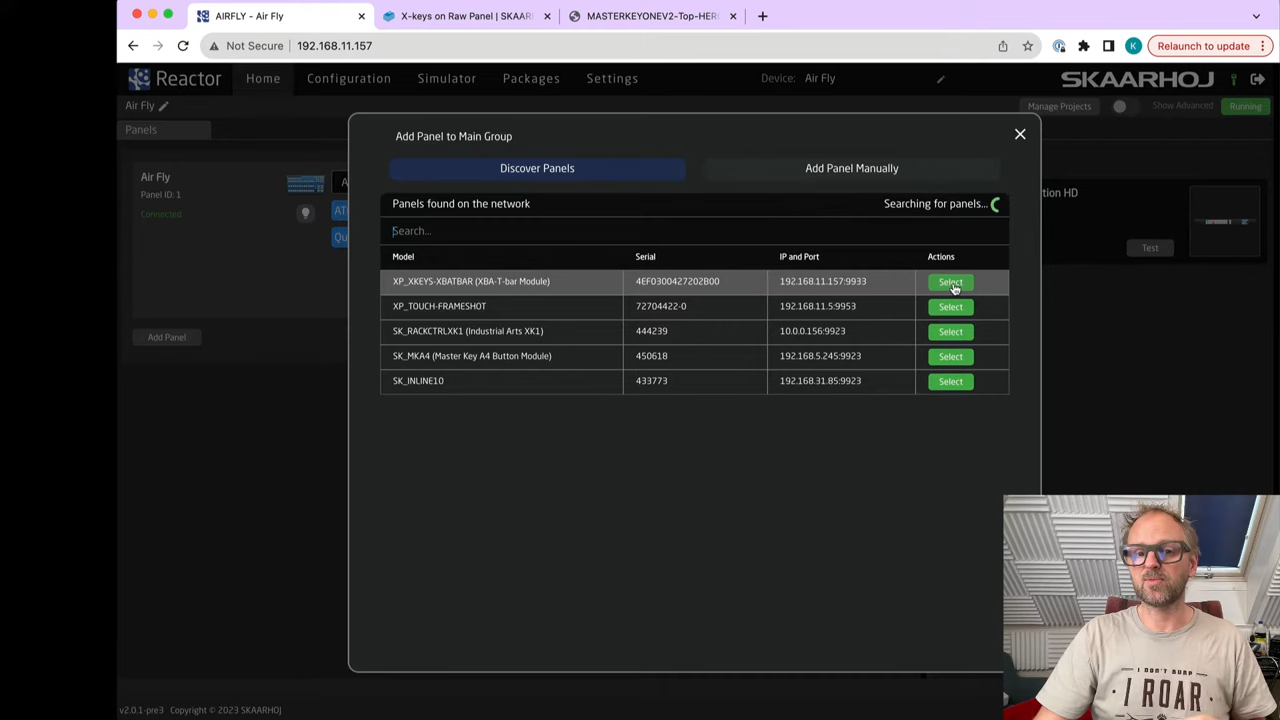 AIRFLY - Air Fly
X-keys on Raw Panel | SKAARH
MASTERKEYONEV2-Top-HER
Not Secure
192.168.11.157
K
Relaunch to update
Reactor
Home
Configuration
Simulator
Packages
Settings
Device: Air Fly
SKAARHOJ
Air Fly
Manage Projects
Show Advanced
Running
Panels
Add Panel to Main Group
Discover Panels
Add Panel Manually
Air Fly
Panel ID: 1
Connected
A
AT
Qu
Add Panel
Panels found on the network
Searching for panels...
Search...
Model Serial IP and Port Actions
XP_XKEYS-XBATBAR (XBA-T-bar Module) 4EF0300427202B00 192.168.11.157:9933 Select
XP_TOUCH-FRAMESHOT 72704422-0 192.168.11.5:9953 Select
SK_RACKCTRLXK1 (Industrial Arts XK1) 444239 10.0.0.156:9923 Select
SK_MKA4 (Master Key A4 Button Module) 450618 192.168.5.245:9923 Select
SK_INLINE10 433773 192.168.31.85:9923 Select
tion HD
Test
I DON'T BURP
I ROAR
v2.0.1-pre3 Copyright © 2023 SKAARHOJ